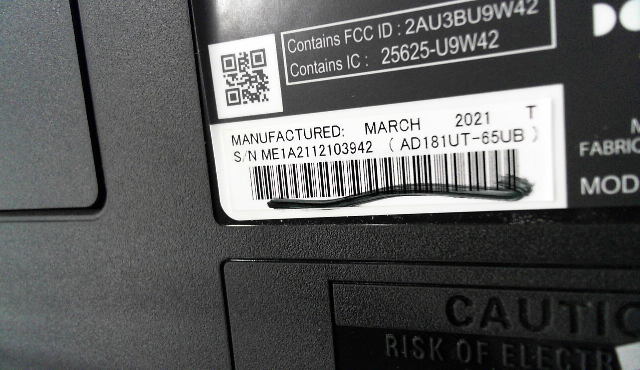 Contains FCC ID : 2AU3BU9W42
Contains IC : 25625-U9W42
MANUFACTURED: MARCH 2021 T
S/N ME1A2112103942 ( AD181UT-65UB )
FABRIC
MOD
CAUTIO
RISK OF ELECTR